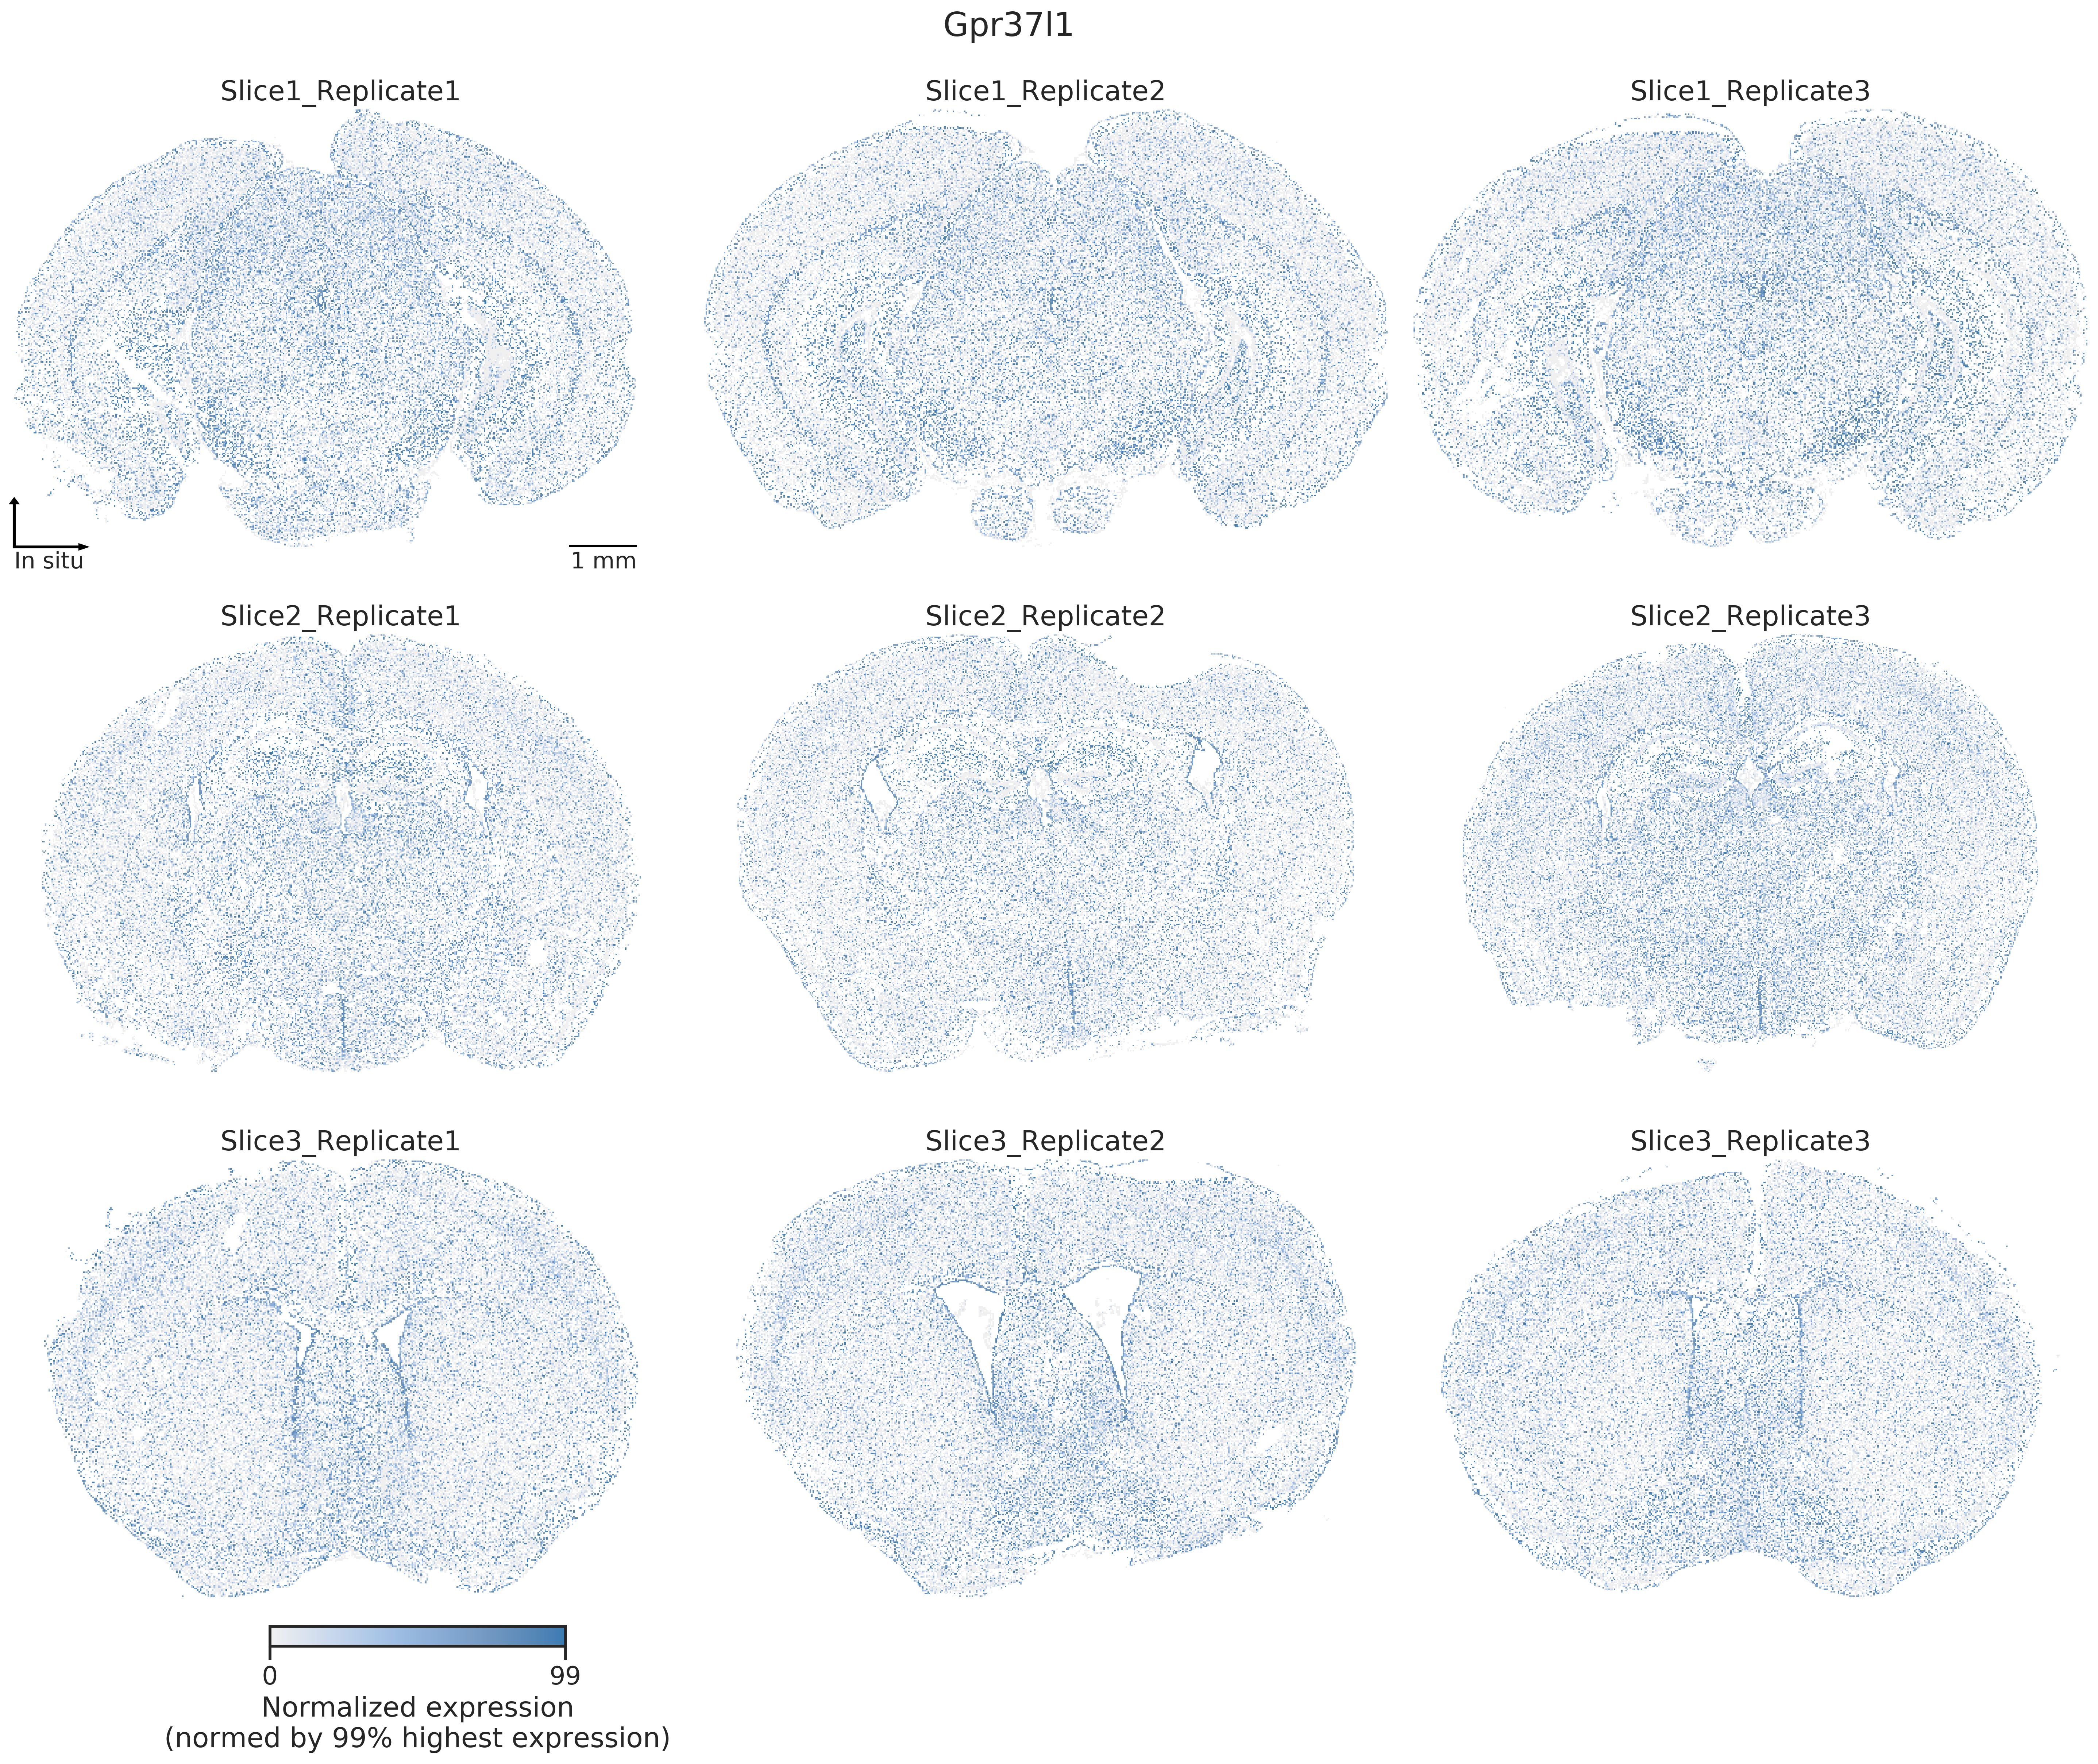 Gpr37l1
Slice1_Replicate1
Slice1_Replicate2
Slice1_Replicate3
In situ
1 mm
Slice2_Replicate1
Slice2_Replicate2
Slice2_Replicate3
Slice3_Replicate1
Slice3_Replicate2
Slice3_Replicate3
0
99
Normalized expression
(normed by 99% highest expression)